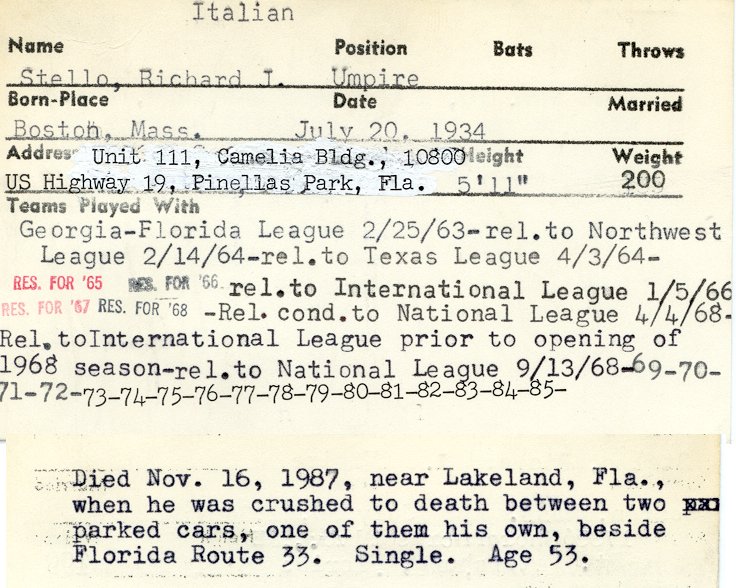 Italian
Name Position Bats Throws
Stello, Richard J. Umpire
Born-Place Date Married
Boston, Mass. July 20, 1934
Address Unit 111, Camelia Bldg., 10800 Height Weight
US Highway 19, Pinellas Park, Fla. 5'11" 200
Teams Played With
Georgia-Florida League 2/25/63-rel.to Northwest
League 2/14/64-rel.to Texas League 4/3/64-
RES. FOR '65 RES. FOR '66 rel.to International League 1/5/66
RES. FOR '67 RES. FOR '68 -Rel. cond.to National League 4/4/68-
Rel.toInternational League prior to opening of
1968 season-rel.to National League 9/13/68-69-70-
71-72-73-74-75-76-77-78-79-80-81-82-83-84-85-
Died Nov. 16, 1987, near Lakeland, Fla.,
when he was crushed to death between two
parked cars, one of them his own, beside
Florida Route 33. Single. Age 53.